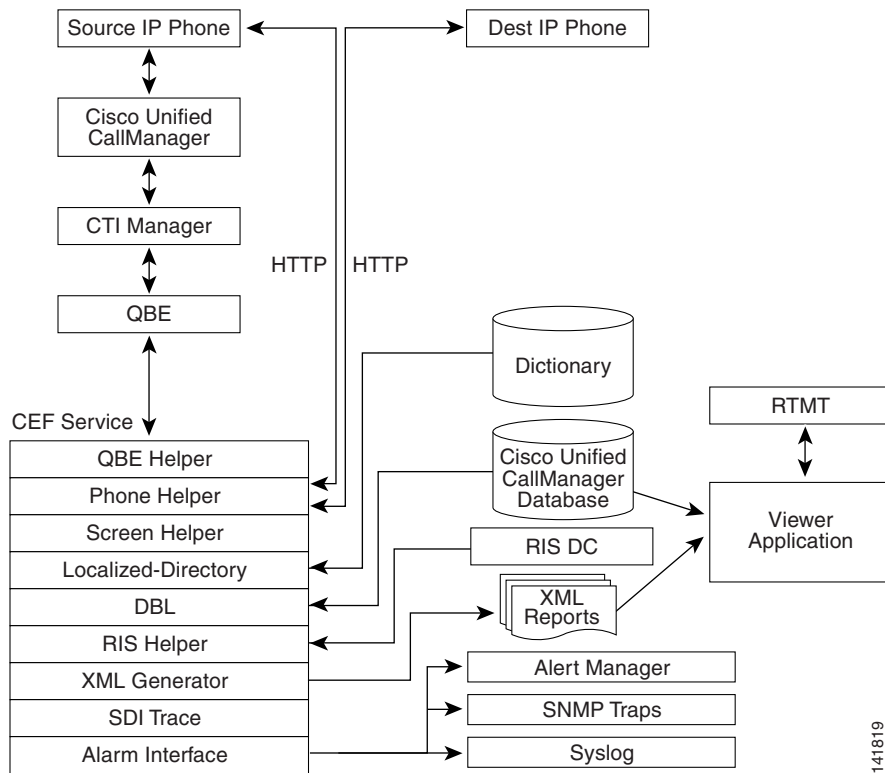 Source IP Phone
Dest IP Phone
Cisco Unified
CallManager
CTI Manager
HTTP
HTTP
QBE
Dictionary
CEF Service
RTMT
QBE Helper
Cisco Unified
CallManager
Database
Phone Helper
Viewer
Application
Screen Helper
RIS DC
Localized-Directory
DBL
XML
Reports
RIS Helper
Alert Manager
XML Generator
SNMP Traps
SDI Trace
Alarm Interface
Syslog
141819